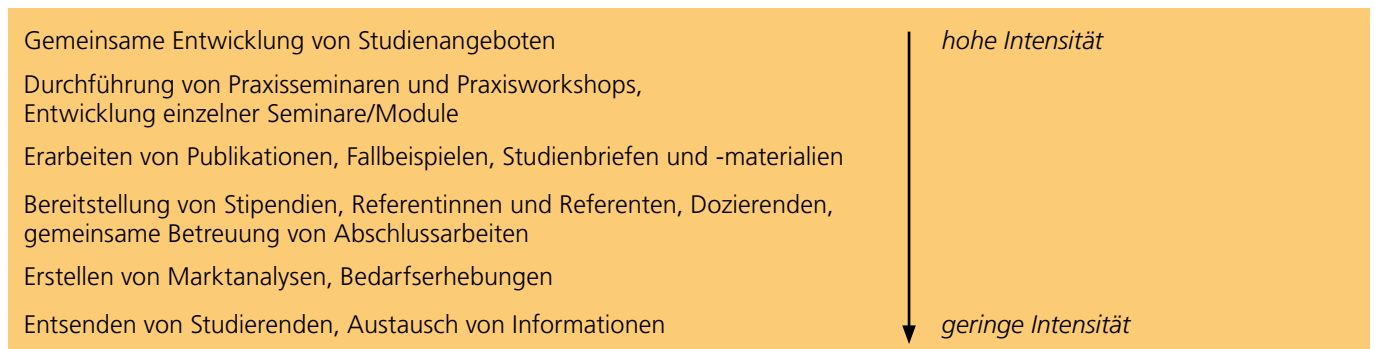 Gemeinsame Entwicklung von Studienangeboten
hohe Intensität
Durchführung von Praxisseminaren und Praxisworkshops,
Entwicklung einzelner Seminare/Module
Erarbeiten von Publikationen, Fallbeispielen, Studienbriefen und -materialien
Bereitstellung von Stipendien, Referentinnen und Referenten, Dozierenden,
gemeinsame Betreuung von Abschlussarbeiten
Erstellen von Marktanalysen, Bedarfserhebungen
Entsenden von Studierenden, Austausch von Informationen
geringe Intensität